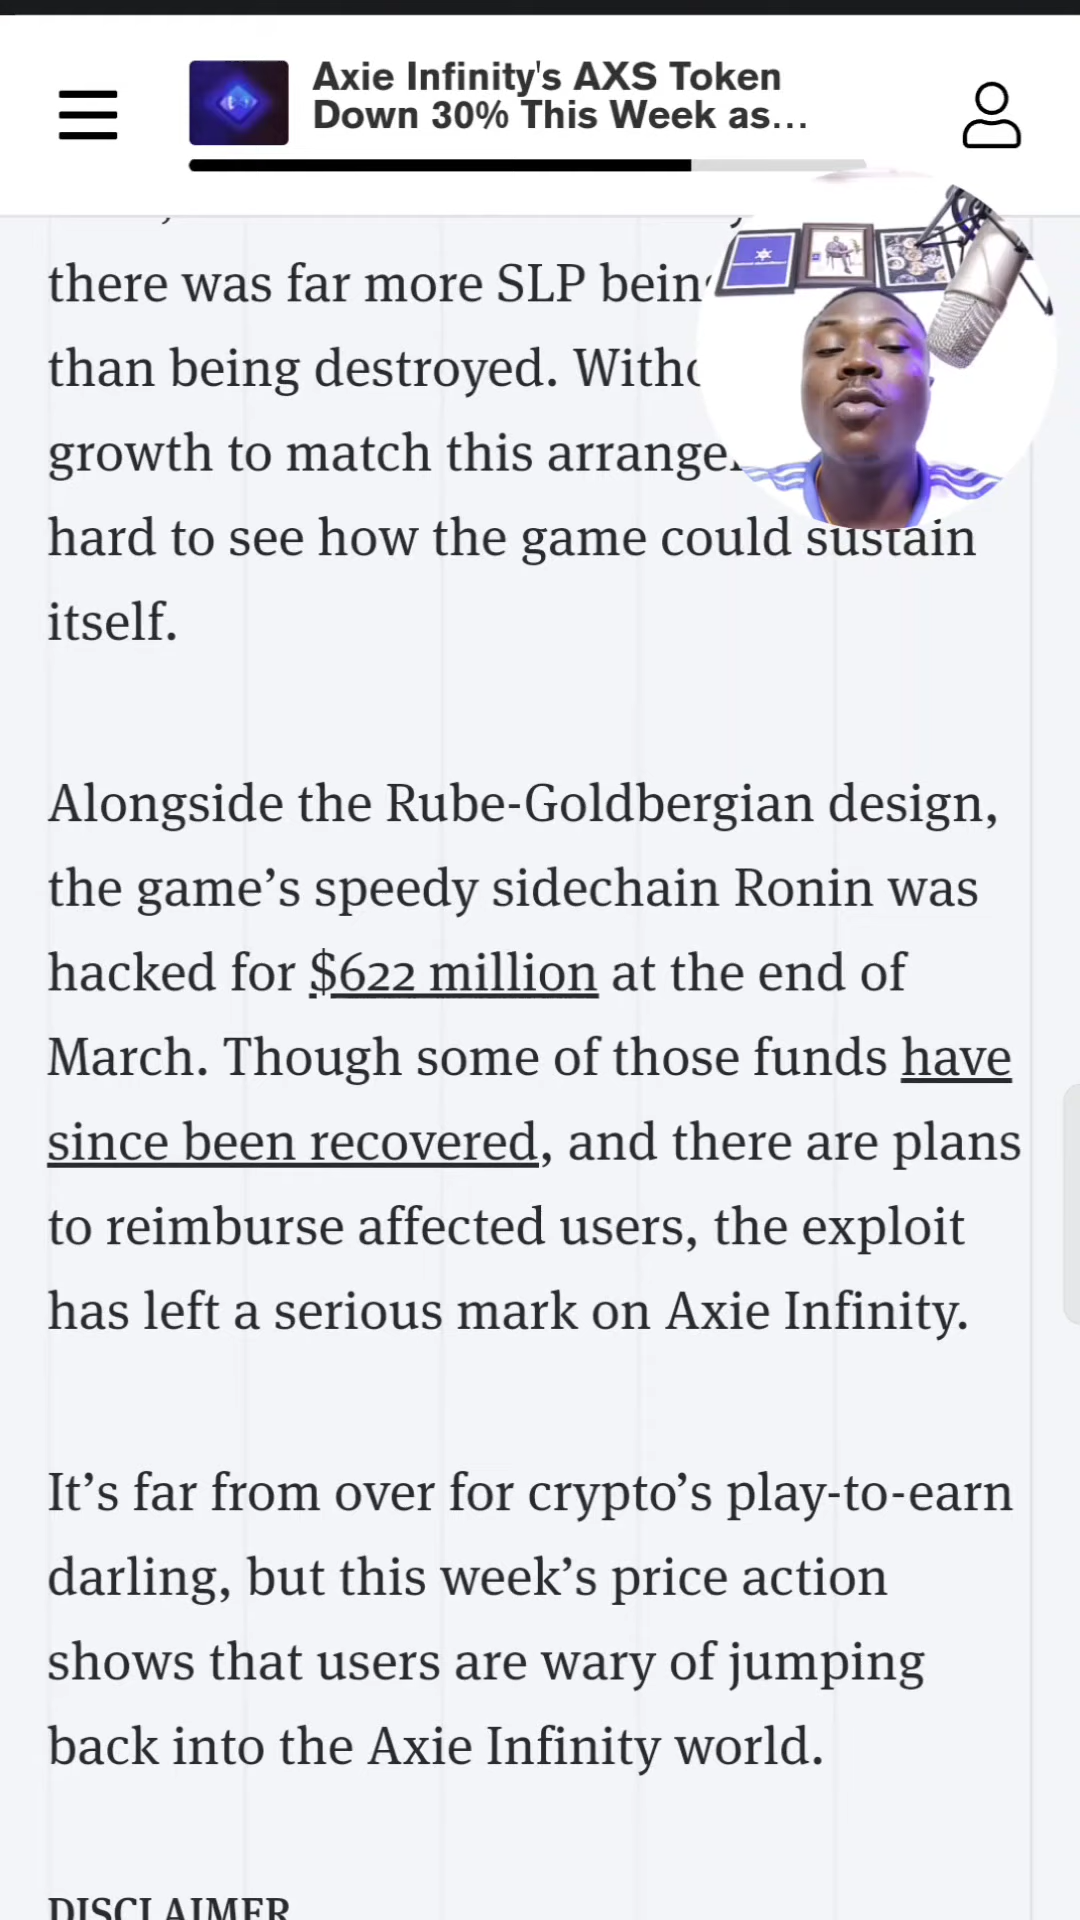 Axie Infinity's AXS Token
Down 30% This Week as...
there was far more SLP
than being destroyed.
growth to match this
hard to see how the game could sustain
itself.
Alongside the Rube-Goldbergian design,
the game’s speedy sidechain Ronin was
hacked for $622 million at the end of
March. Though some of those funds have
since been recovered, and there are plans
to reimburse affected users, the exploit
has left a serious mark on Axie Infinity.
It’s far from over for crypto’s play-to-earn
darling, but this week’s price action
shows that users are wary of jumping
back into the Axie Infinity world.
DISCLAIMER